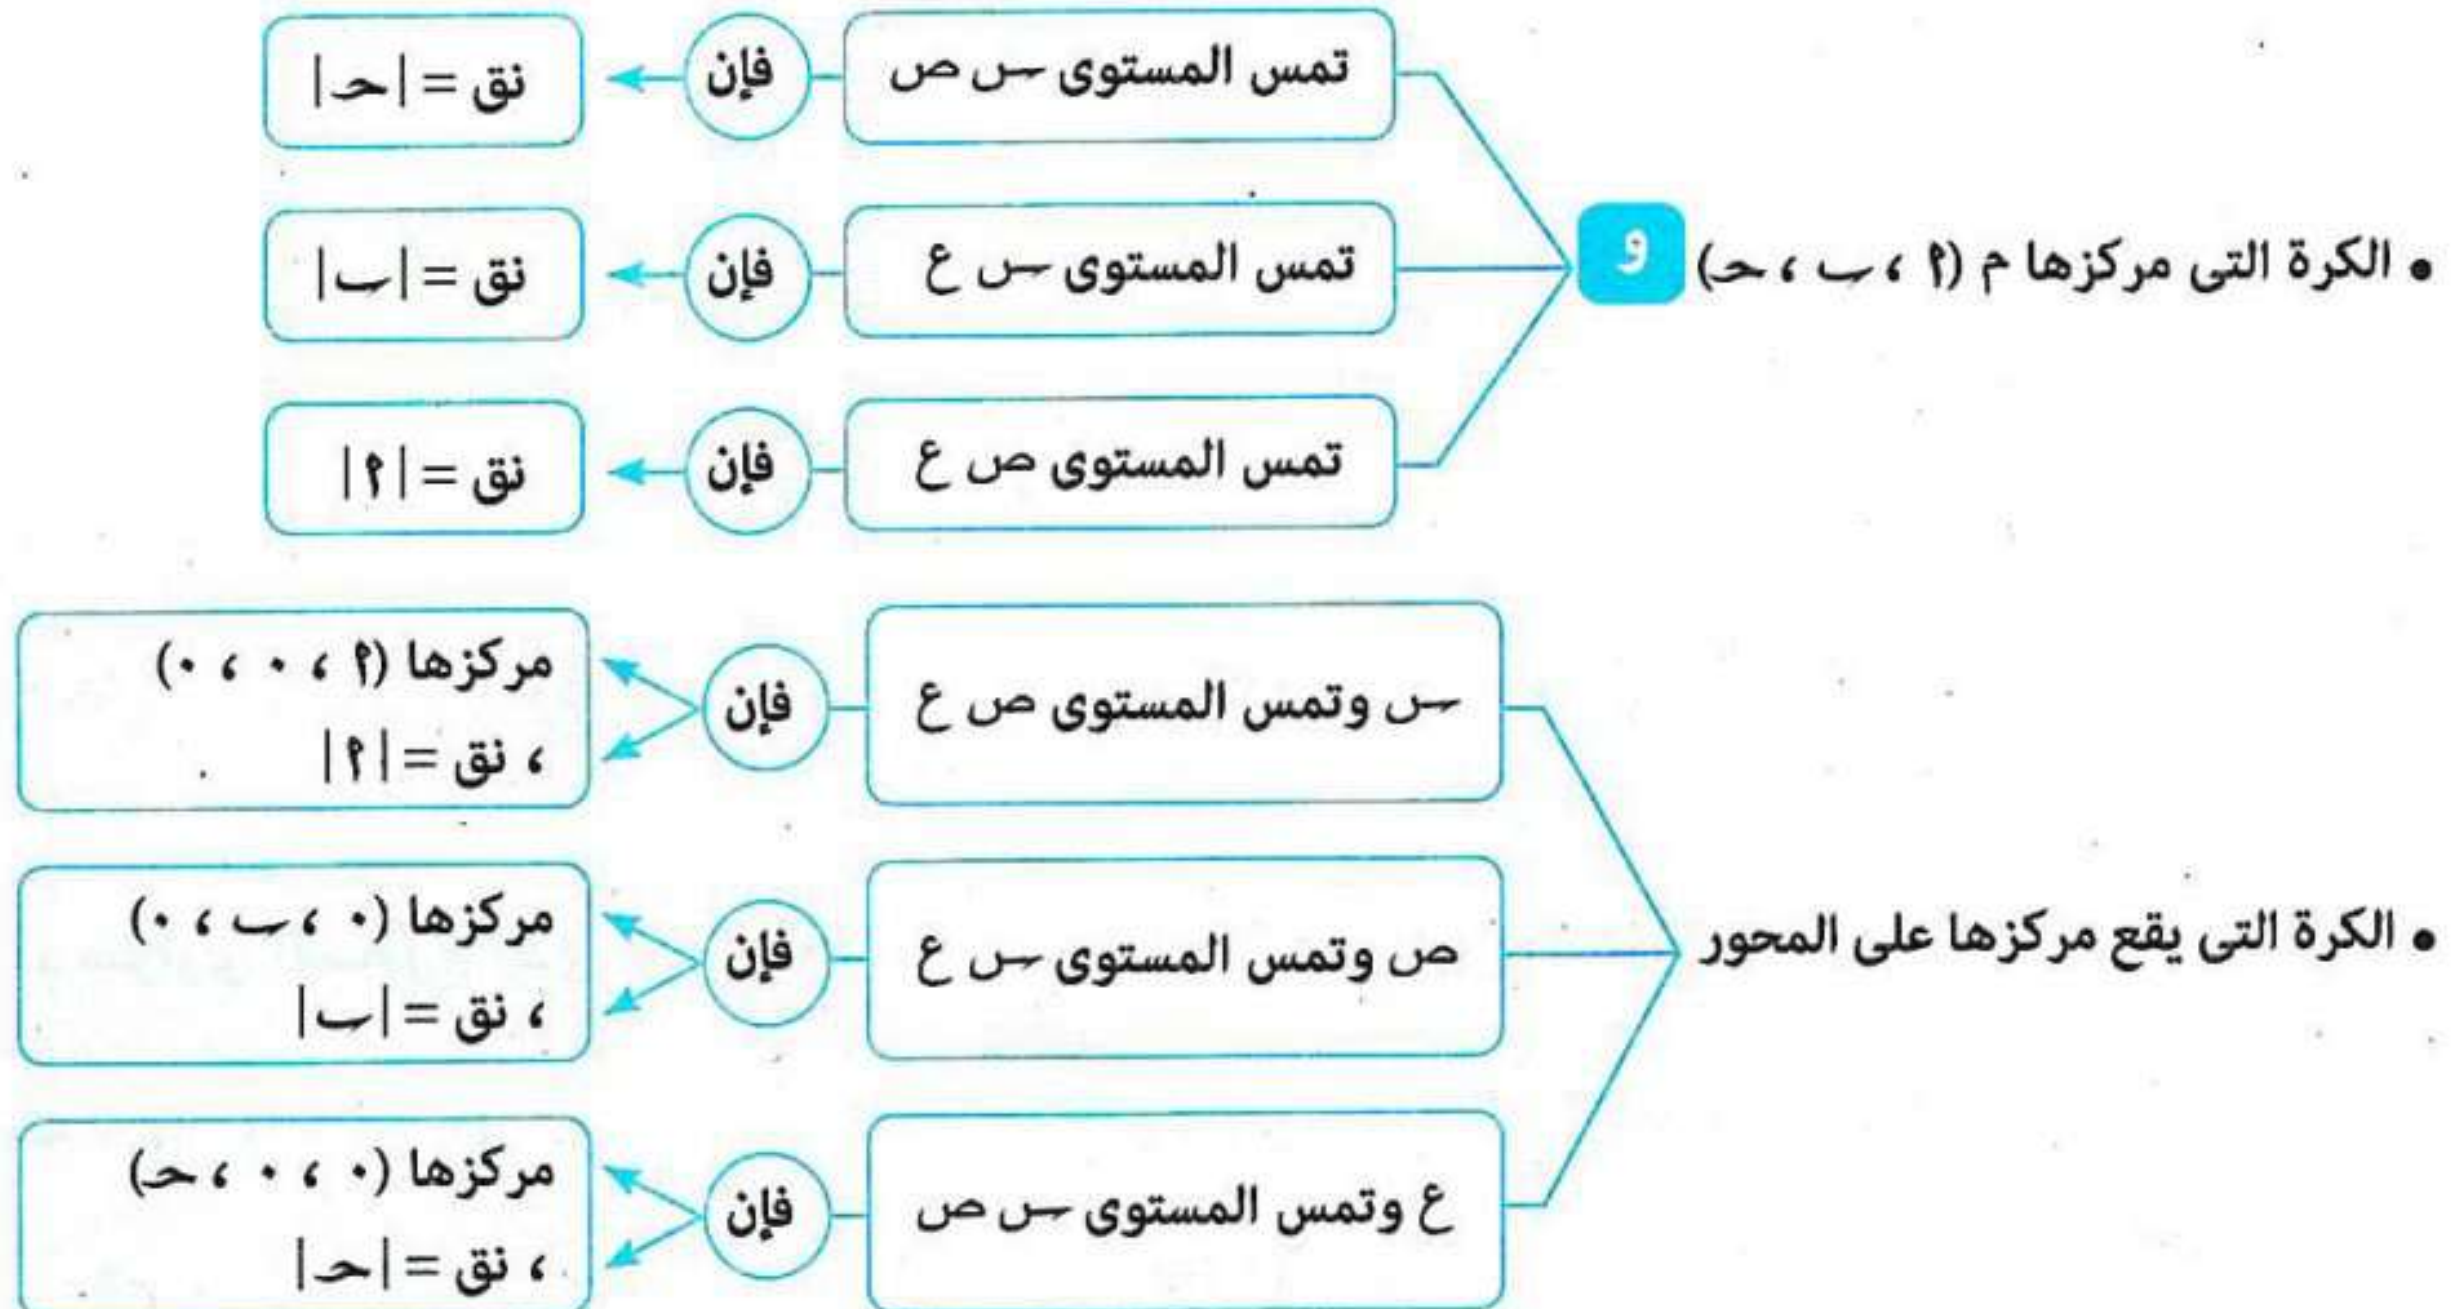 • الكرة التى مركزها م (أ ، ب ، حـ) و
تمس المستوى س ص فإن نق = |حـ|
تمس المستوى س ع فإن نق = |ب|
تمس المستوى ص ع فإن نق = |أ|
• الكرة التى يقع مركزها على المحور
س وتمس المستوى ص ع فإن مركزها (أ ، ٠ ، ٠)
، نق = |أ|
ص وتمس المستوى س ع فإن مركزها (٠ ، ب ، ٠)
، نق = |ب|
ع وتمس المستوى س ص فإن مركزها (٠ ، ٠ ، حـ)
، نق = |حـ|